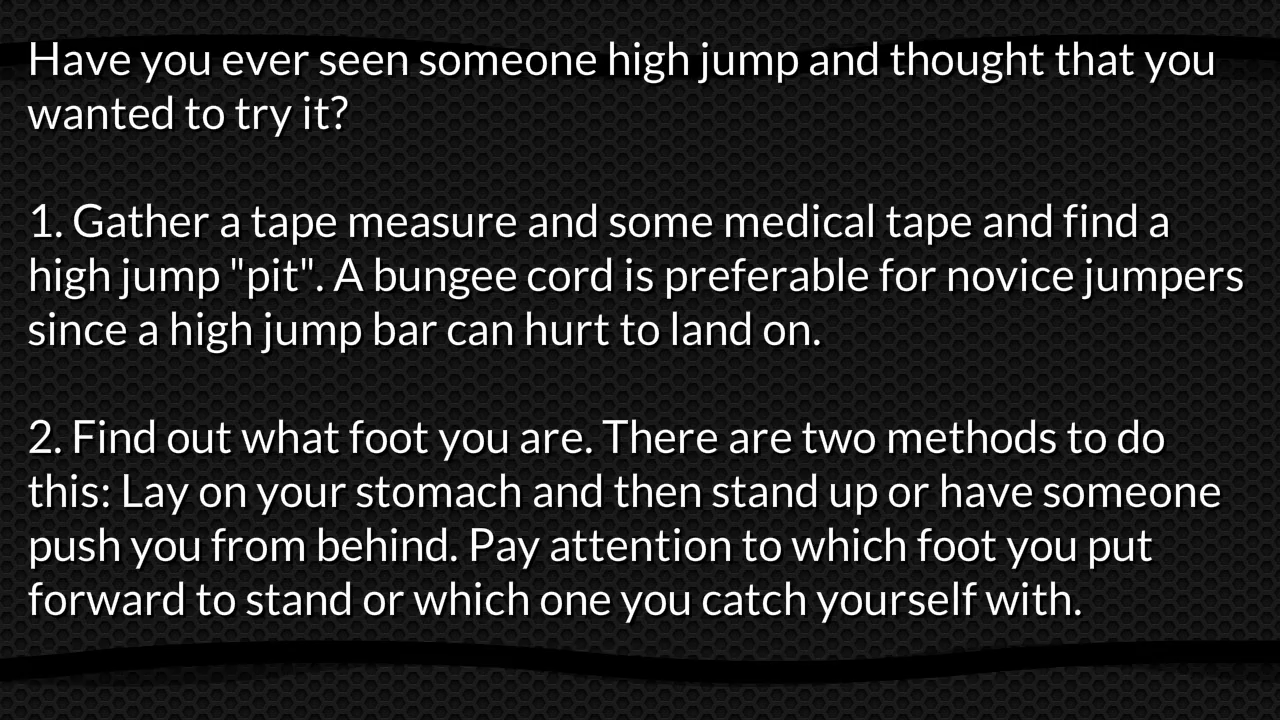 Have you ever seen someone high jump and thought that you
wanted to try it?
1. Gather a tape measure and some medical tape and find a
high jump "pit". A bungee cord is preferable for novice jumpers
since a high jump bar can hurt to land on.
2. Find out what foot you are. There are two methods to do
this: Lay on your stomach and then stand up or have someone
push you from behind. Pay attention to which foot you put
forward to stand or which one you catch yourself with.